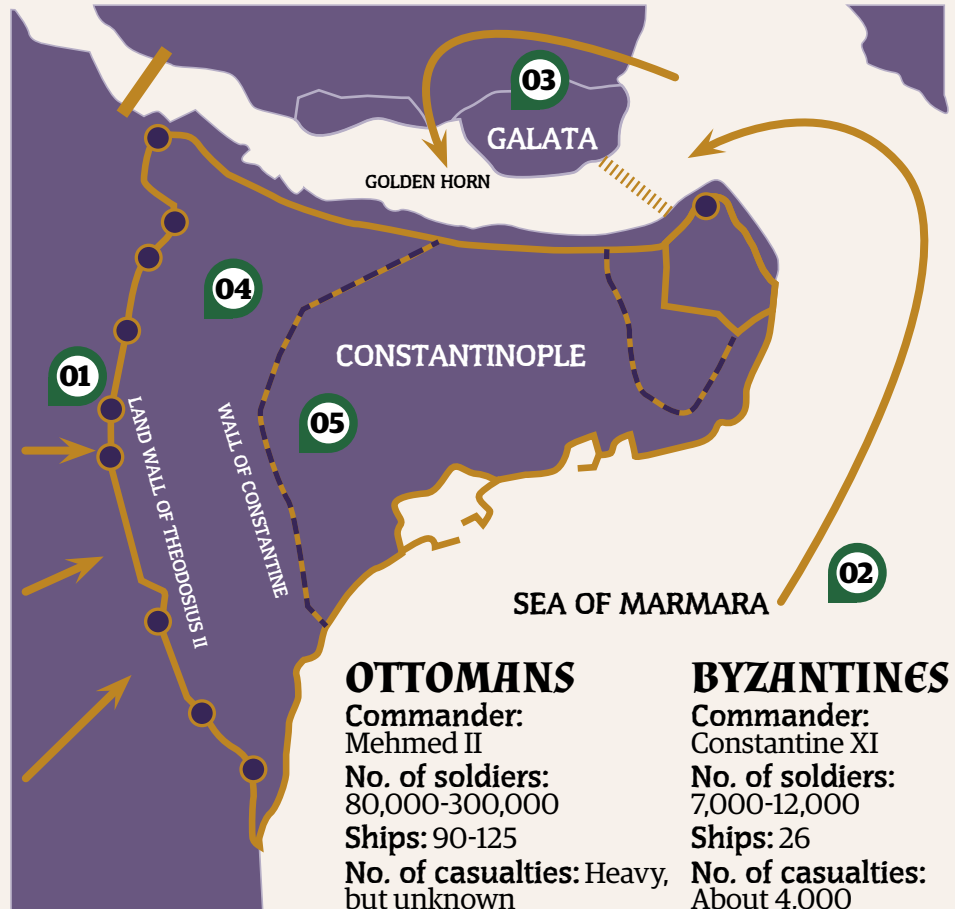 03
GALATA
GOLDEN HORN
04
CONSTANTINOPLE
01
05
LAND WALL OF THEODOSIUS II
WALL OF CONSTANTINE
02
SEA OF MARMARA
OTTOMANS
Commander:
Mehmed II
No. of soldiers:
80,000-300,000
Ships: 90-125
No. of casualties: Heavy,
but unknown
BYZANTINES
Commander:
Constantine XI
No. of soldiers:
7,000-12,000
Ships: 26
No. of casualties:
About 4,000